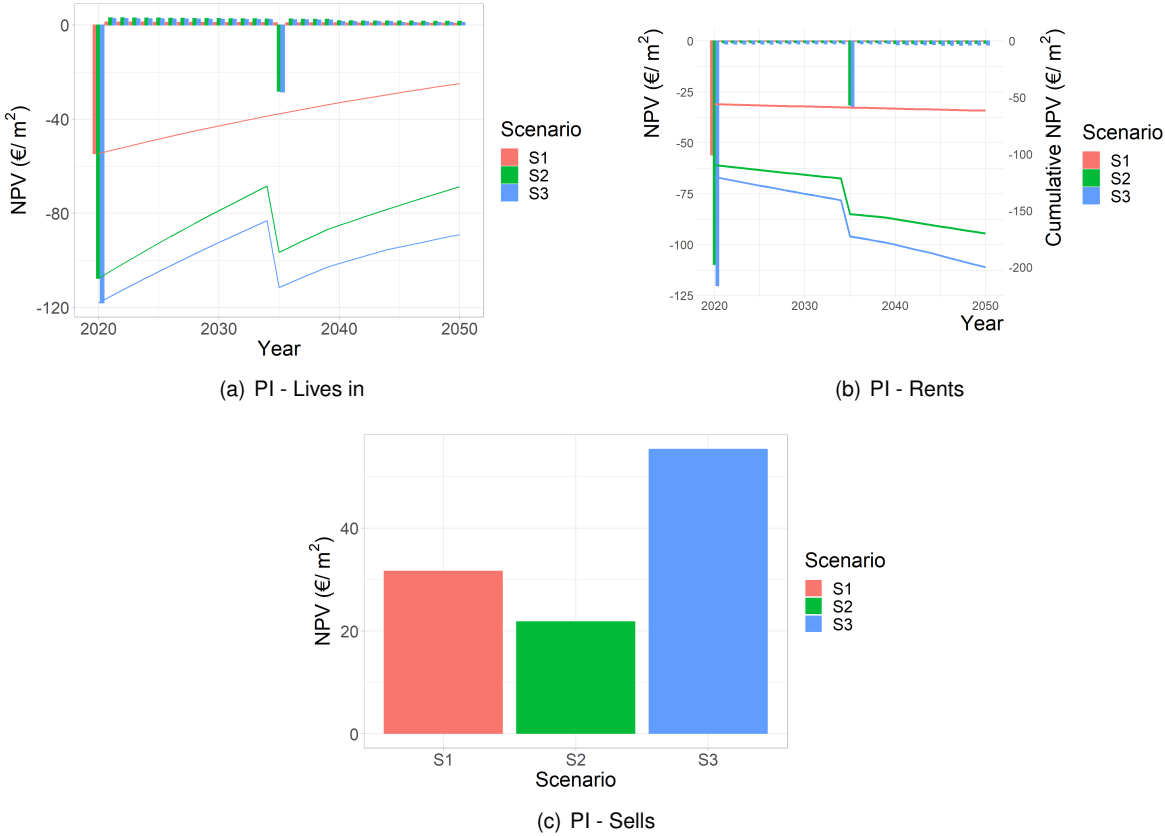 0
-40
-80
-120
NPV (€/ m²)
2020 2030 2040 2050
Year
Scenario
S1
S2
S3
(a) PI - Lives in
0
-25
-50
-75
-100
-125
NPV (€/ m²)
0
-50
-100
-150
-200
Cumulative NPV (€/ m²)
2020 2030 2040 2050
Year
Scenario
S1
S2
S3
(b) PI - Rents
40
20
0
NPV (€/ m²)
S1 S2 S3
Scenario
Scenario
S1
S2
S3
(c) PI - Sells